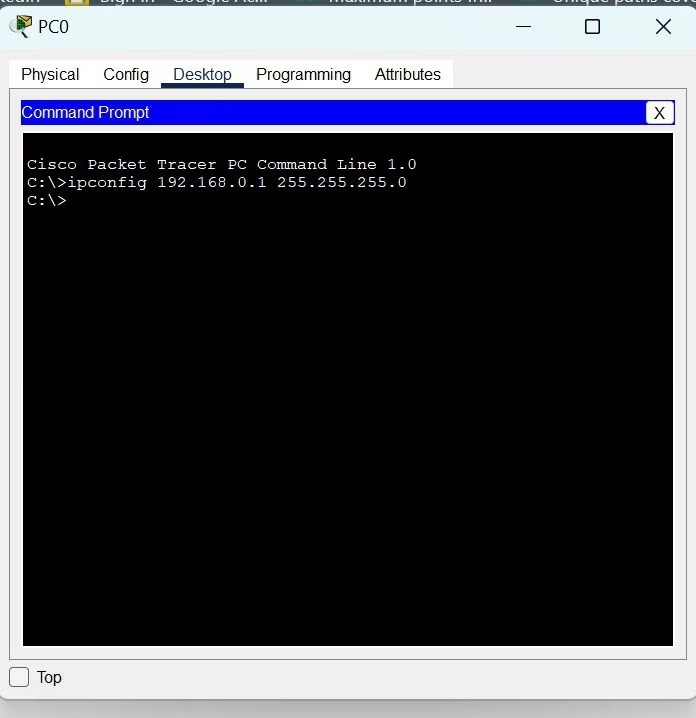 PC0
Physical Config Desktop Programming Attributes
Command Prompt X
Cisco Packet Tracer PC Command Line 1.0
C:\>ipconfig 192.168.0.1 255.255.255.0
C:\>
Top